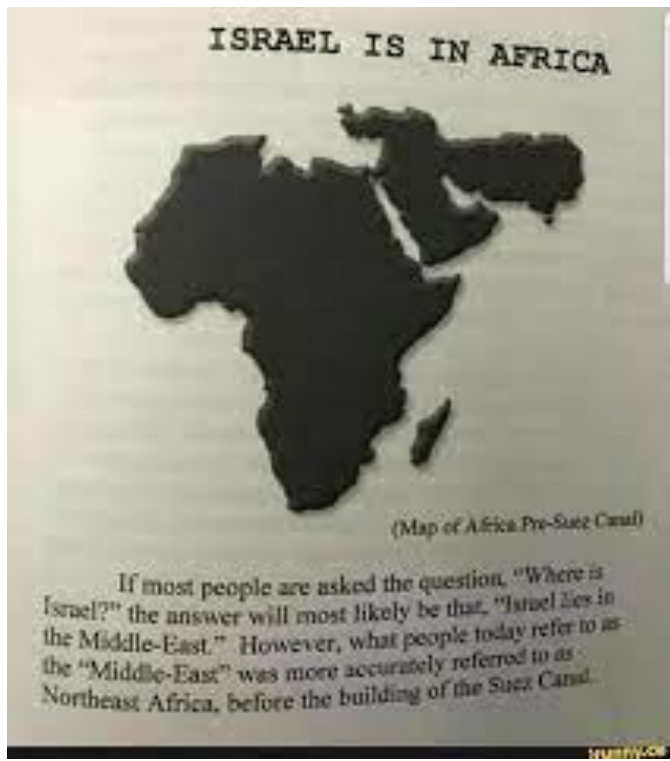 ISRAEL IS IN AFRICA
(Map of Africa Pre-Suez Canal)
If most people are asked the question, "Where is
Israel?" the answer will most likely be that, "Israel lies in
the Middle-East." However, what people today refer to as
the "Middle-East" was more accurately referred to as
Northeast Africa, before the building of the Suez Canal.